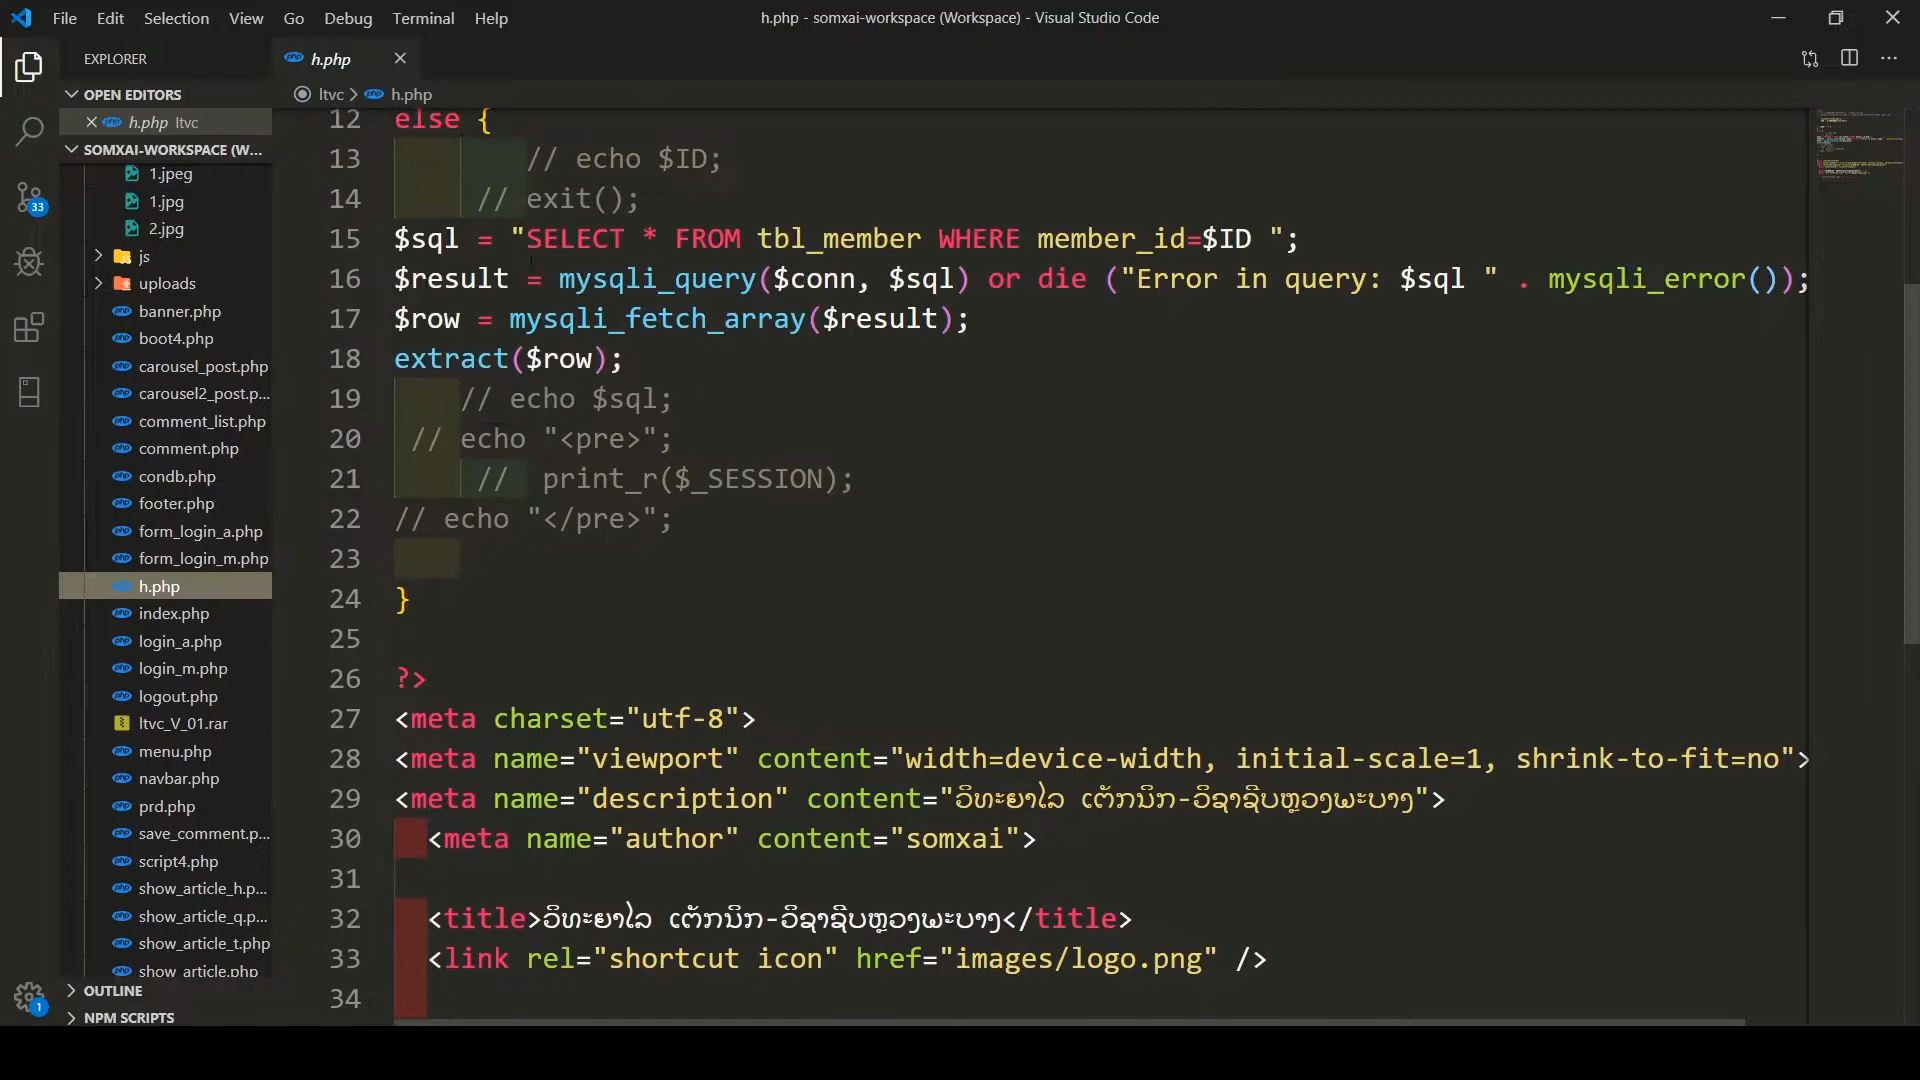 File Edit Selection View Go Debug Terminal Help
h.php - somxai-workspace (Workspace) - Visual Studio Code
EXPLORER
h.php
OPEN EDITORS
h.php ltvc
SOMXAI-WORKSPACE (W...
1.jpeg
1.jpg
2.jpg
js
uploads
banner.php
boot4.php
carousel_post.php
carousel2_post.p...
comment_list.php
comment.php
condb.php
footer.php
form_login_a.php
form_login_m.php
h.php
index.php
login_a.php
login_m.php
logout.php
ltvc_V_01.rar
menu.php
navbar.php
prd.php
save_comment.p...
script4.php
show_article_h.p...
show_article_q.p...
show_article_t.php
show_article.php
OUTLINE
NPM SCRIPTS
33
1
ltvc > h.php
12 else {
13 // echo $ID;
14 // exit();
15 $sql = "SELECT * FROM tbl_member WHERE member_id=$ID ";
16 $result = mysqli_query($conn, $sql) or die ("Error in query: $sql " . mysqli_error());
17 $row = mysqli_fetch_array($result);
18 extract($row);
19 // echo $sql;
20 // echo "<pre>";
21 // print_r($_SESSION);
22 // echo "</pre>";
23
24 }
25
26 ?>
27 <meta charset="utf-8">
28 <meta name="viewport" content="width=device-width, initial-scale=1, shrink-to-fit=no">
29 <meta name="description" content="ວິທະຍາໄລ ເຕັກນິກ-ວິຊາຊີບຫຼວງພະບາງ">
30 <meta name="author" content="somxai">
31
32 <title>ວິທະຍາໄລ ເຕັກນິກ-ວິຊາຊີບຫຼວງພະບາງ</title>
33 <link rel="shortcut icon" href="images/logo.png" />
34